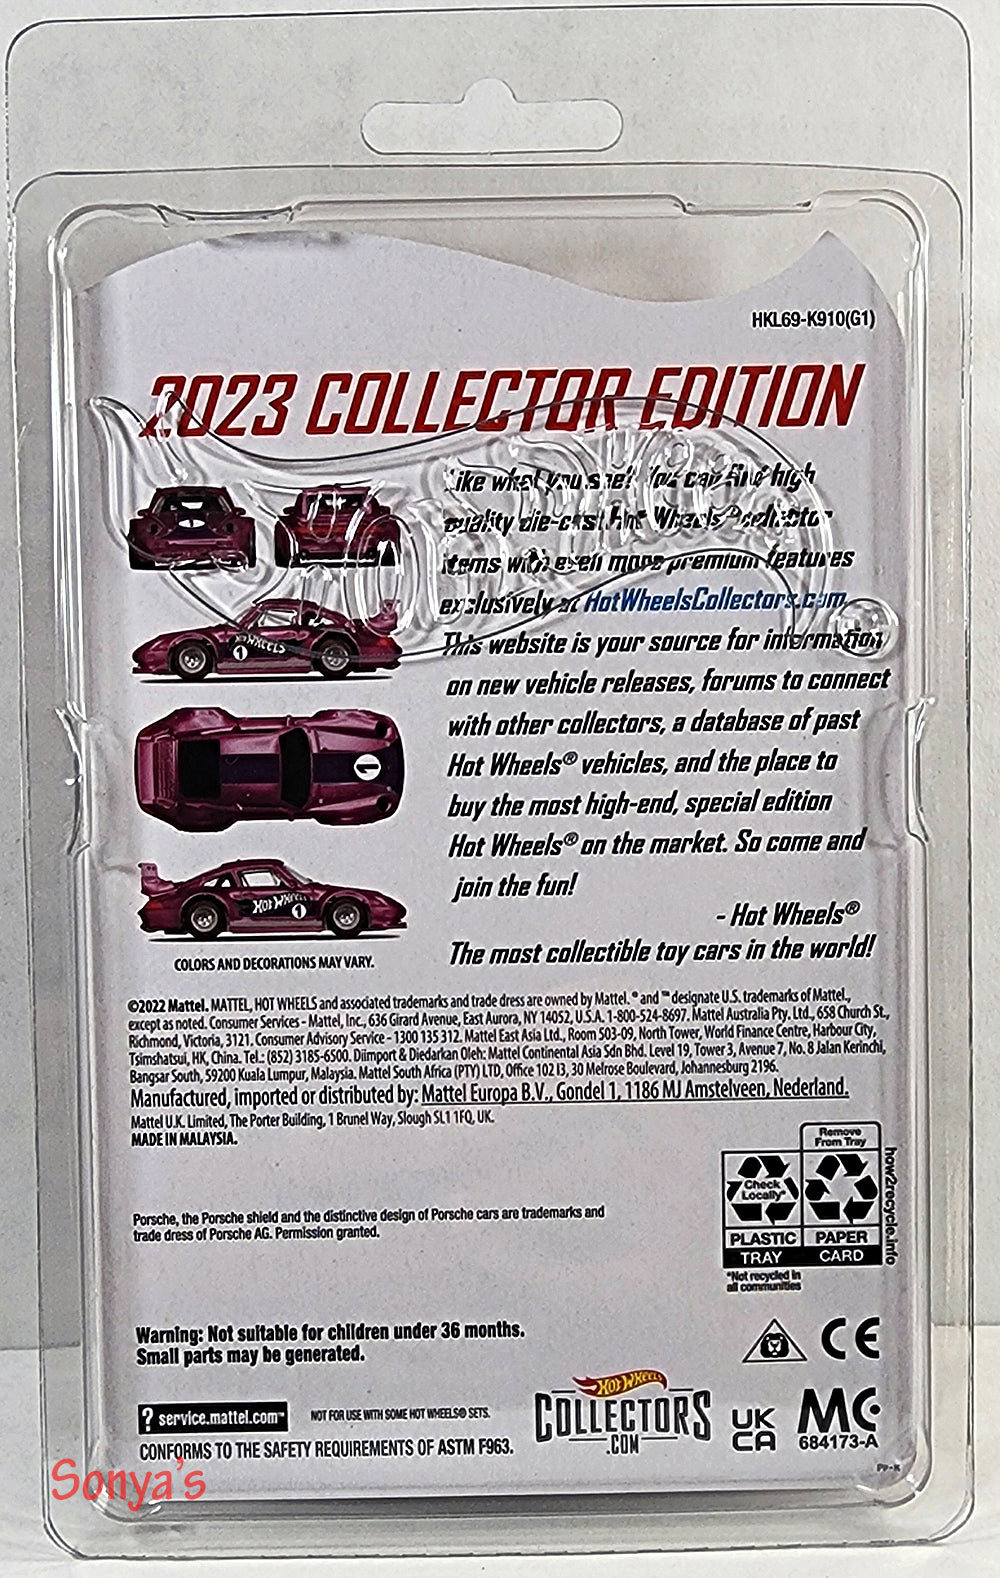 HKL69-K910(G1)
2023 COLLECTOR EDITION
Like what you see? You can find high
quality die-cast Hot Wheels® collector
items with even more premium features
exclusively at HotWheelsCollectors.com.
This website is your source for information
on new vehicle releases, forums to connect
with other collectors, a database of past
Hot Wheels® vehicles, and the place to
buy the most high-end, special edition
Hot Wheels® on the market. So come and
join the fun!
- Hot Wheels®
The most collectible toy cars in the world!
1
HOT WHEELS
1
1
HOT WHEELS
1
COLORS AND DECORATIONS MAY VARY.
©2022 Mattel. MATTEL, HOT WHEELS and associated trademarks and trade dress are owned by Mattel. ® and ™ designate U.S. trademarks of Mattel,
except as noted. Consumer Services - Mattel, Inc., 636 Girard Avenue, East Aurora, NY 14052, U.S.A. 1-800-524-8697. Mattel Australia Pty. Ltd., 658 Church St.,
Richmond, Victoria, 3121. Consumer Advisory Service - 1300 135 312. Mattel East Asia Ltd., Room 503-09, North Tower, World Finance Centre, Harbour City,
Tsimshatsui, HK, China. Tel.: (852) 3185-6500. Diimport & Diedarkan Oleh: Mattel Continental Asia Sdn Bhd. Level 19, Tower 3, Avenue 7, No. 8 Jalan Kerinchi,
Bangsar South, 59200 Kuala Lumpur, Malaysia. Mattel South Africa (PTY) LTD, Office 102 I3, 30 Melrose Boulevard, Johannesburg 2196.
Manufactured, imported or distributed by: Mattel Europa B.V., Gondel 1, 1186 MJ Amstelveen, Nederland.
Mattel U.K. Limited, The Porter Building, 1 Brunel Way, Slough SL1 1FQ, UK.
MADE IN MALAYSIA.
Remove
From Tray
Check
Locally*
PLASTIC
PAPER
TRAY
CARD
how2recycle.info
*Not recycled in
all communities
Porsche, the Porsche shield and the distinctive design of Porsche cars are trademarks and
trade dress of Porsche AG. Permission granted.
Warning: Not suitable for children under 36 months.
Small parts may be generated.
CE
? service.mattel.com™
NOT FOR USE WITH SOME HOT WHEELS® SETS.
CONFORMS TO THE SAFETY REQUIREMENTS OF ASTM F963.
HOT WHEELS
COLLECTORS
.COM
UK
CA
MC
684173-A
PP-K
Sonya's